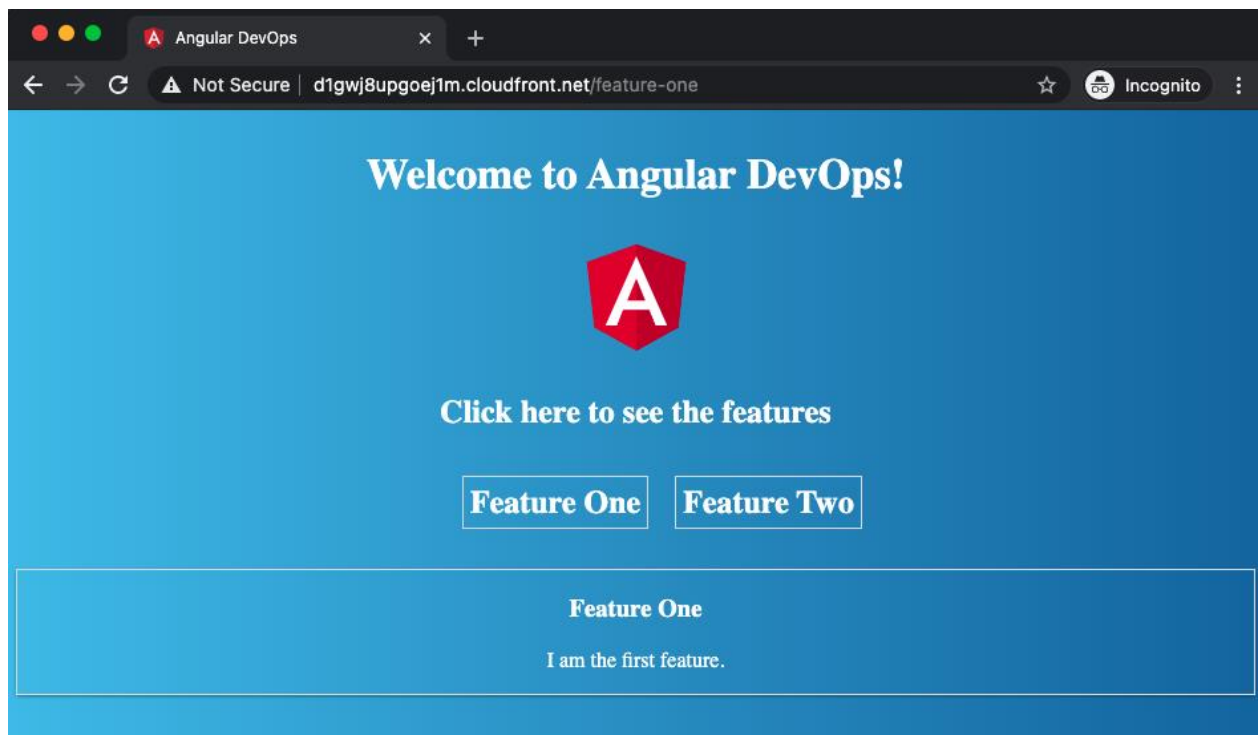 Angular DevOps
Not Secure d1gwj8upgoej1m.cloudfront.net/feature-one Incognito
Welcome to Angular DevOps!
A
Click here to see the features
Feature One Feature Two
Feature One
I am the first feature.